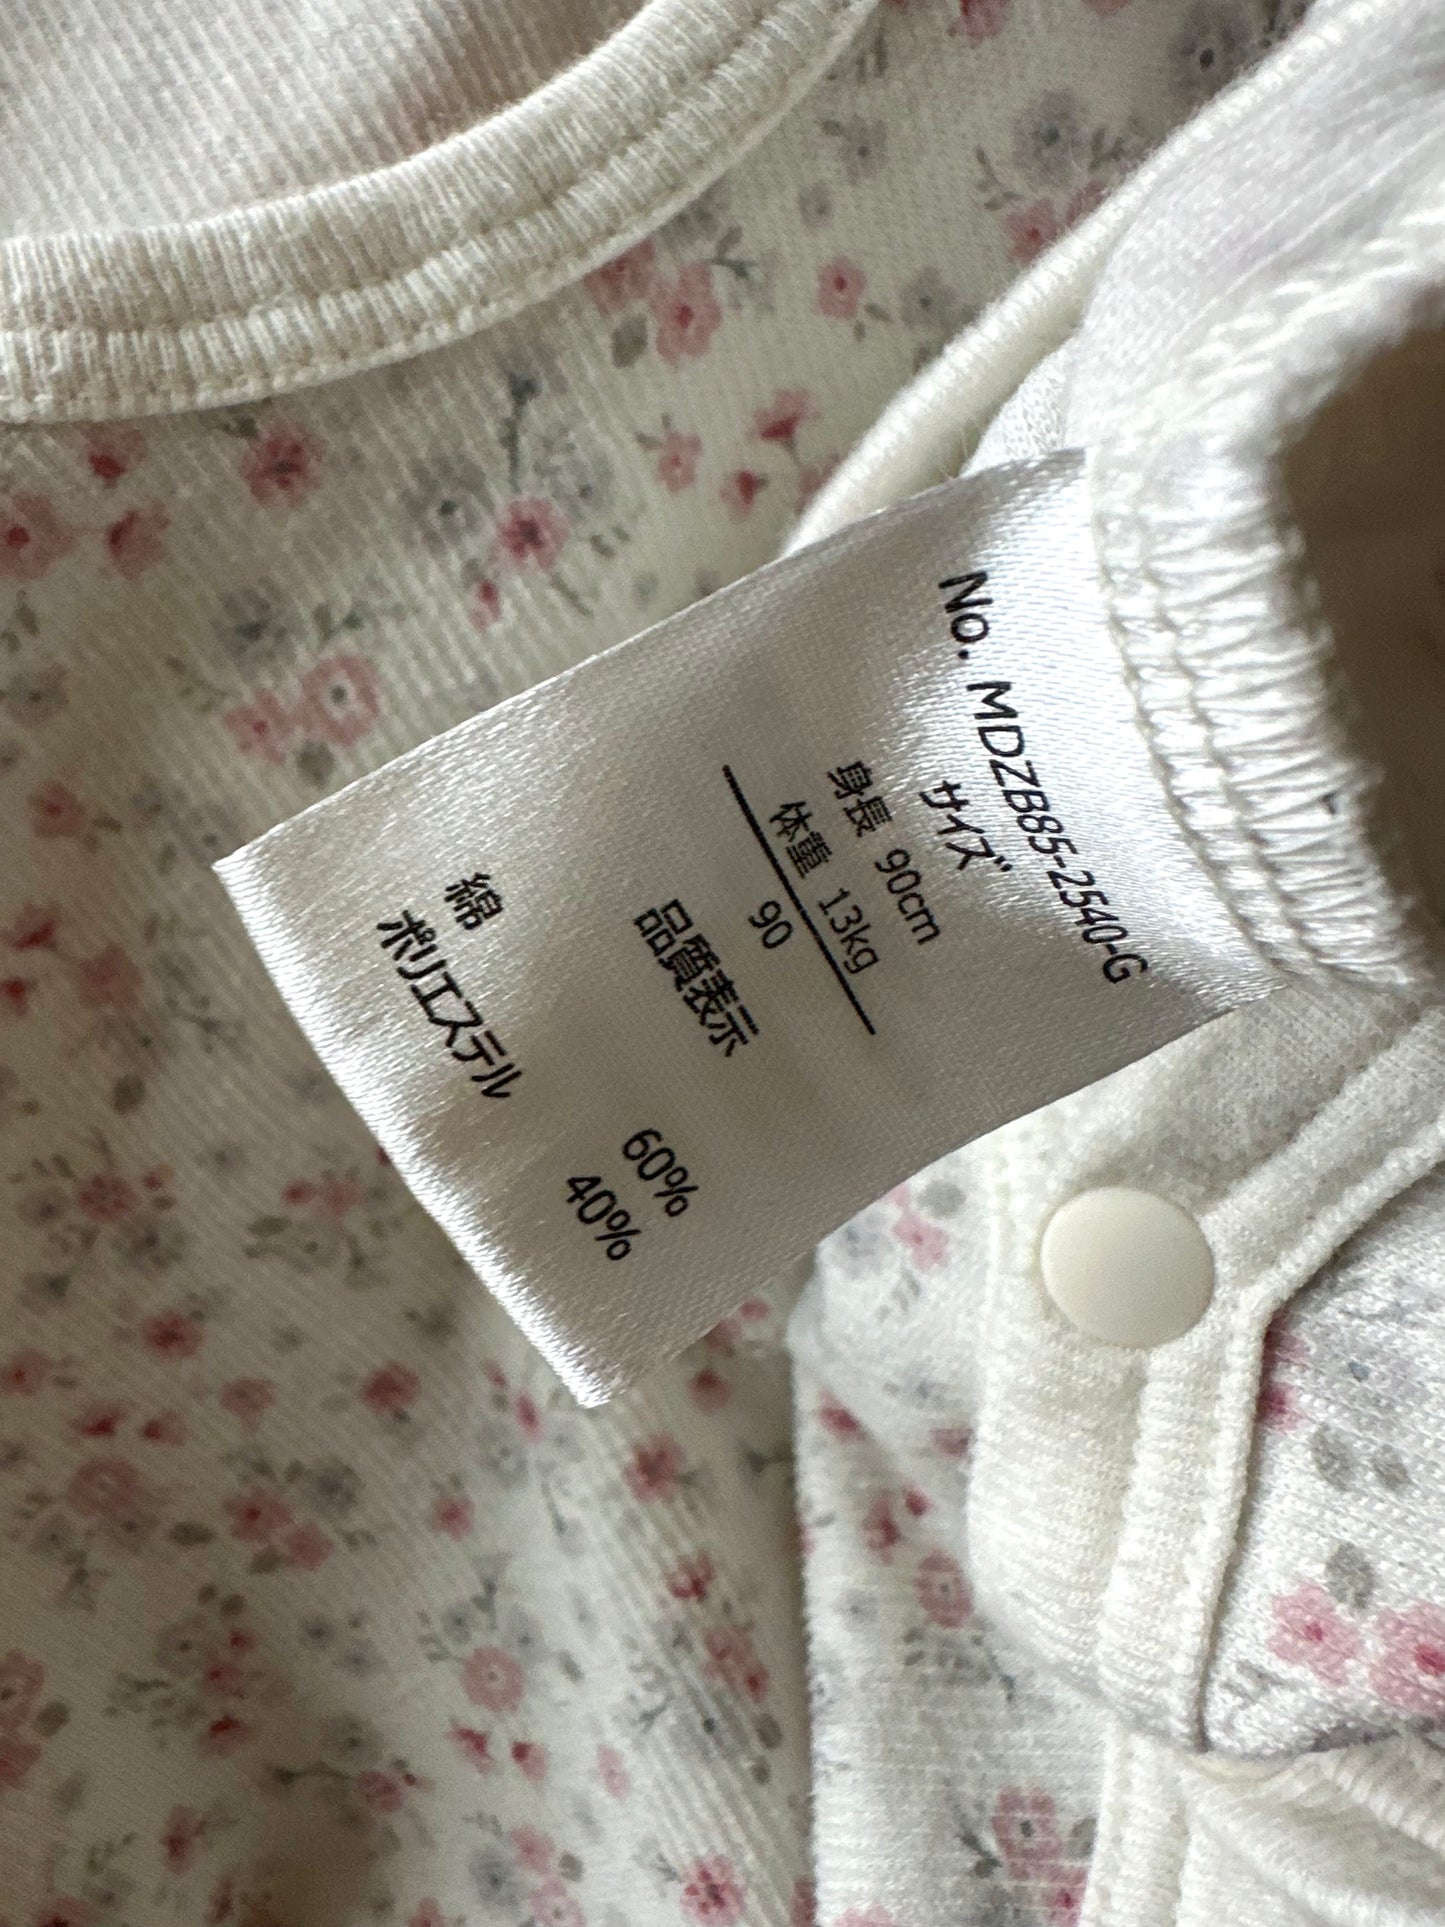 No. MDZB85-2540-G
サイズ
身長 90cm
体重 13kg
90
品質表示
綿 60%
ポリエステル 40%